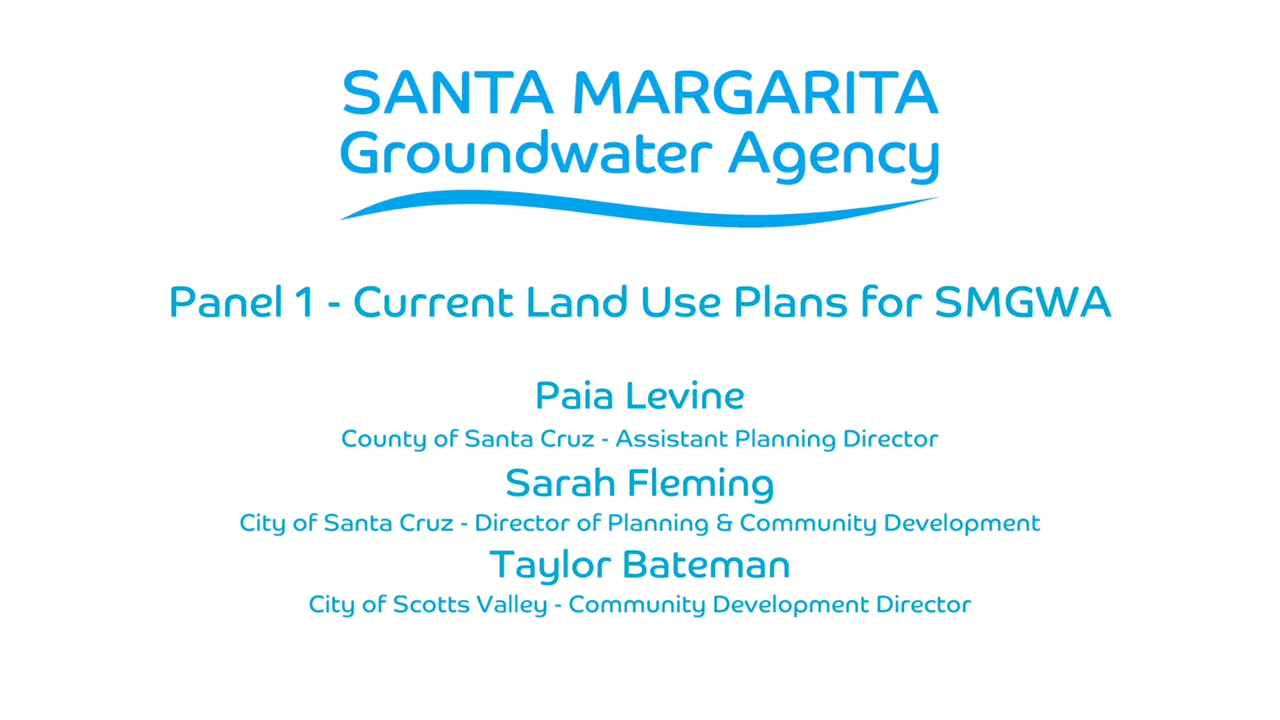 SANTA MARGARITA
Groundwater Agency
Panel 1 - Current Land Use Plans for SMGWA
Paia Levine
County of Santa Cruz - Assistant Planning Director
Sarah Fleming
City of Santa Cruz - Director of Planning & Community Development
Taylor Bateman
City of Scotts Valley - Community Development Director